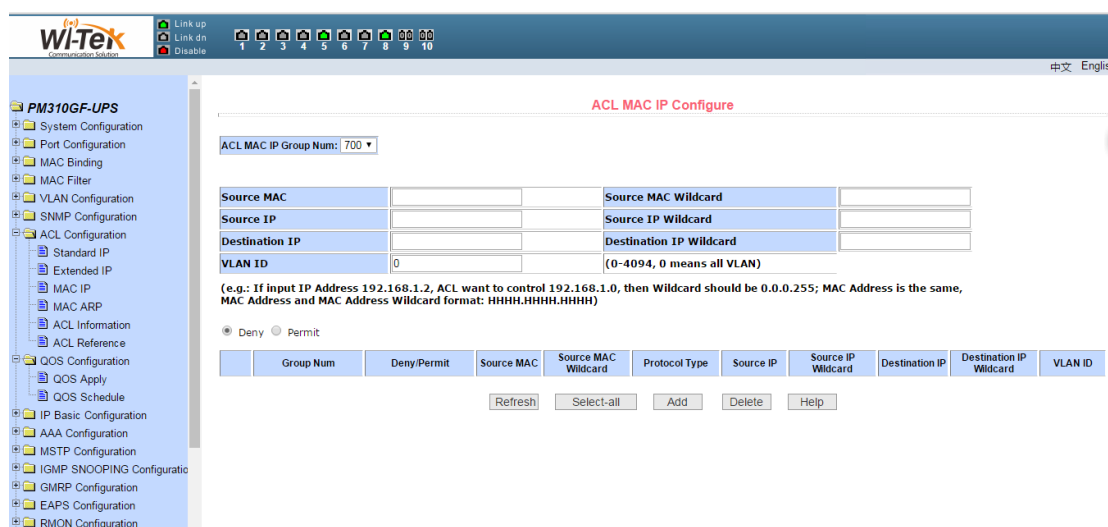 Wi-Tek
Communication Solution
Link up
Link dn
Disable
1 2 3 4 5 6 7 8 9 10
中文 Englis
PM310GF-UPS
System Configuration
Port Configuration
MAC Binding
MAC Filter
VLAN Configuration
SNMP Configuration
ACL Configuration
Standard IP
Extended IP
MAC IP
MAC ARP
ACL Information
ACL Reference
QOS Configuration
QOS Apply
QOS Schedule
IP Basic Configuration
AAA Configuration
MSTP Configuration
IGMP SNOOPING Configuratio
GMRP Configuration
EAPS Configuration
RMON Configuration
ACL MAC IP Configure
ACL MAC IP Group Num: 700
Source MAC Source MAC Wildcard
Source IP Source IP Wildcard
Destination IP Destination IP Wildcard
VLAN ID 0 (0-4094, 0 means all VLAN)
(e.g.: If input IP Address 192.168.1.2, ACL want to control 192.168.1.0, then Wildcard should be 0.0.0.255; MAC Address is the same,
MAC Address and MAC Address Wildcard format: HHHH.HHHH.HHHH)
Deny Permit
Group Num Deny/Permit Source MAC Source MAC Wildcard Protocol Type Source IP Source IP Wildcard Destination IP Destination IP Wildcard VLAN ID
Refresh Select-all Add Delete Help